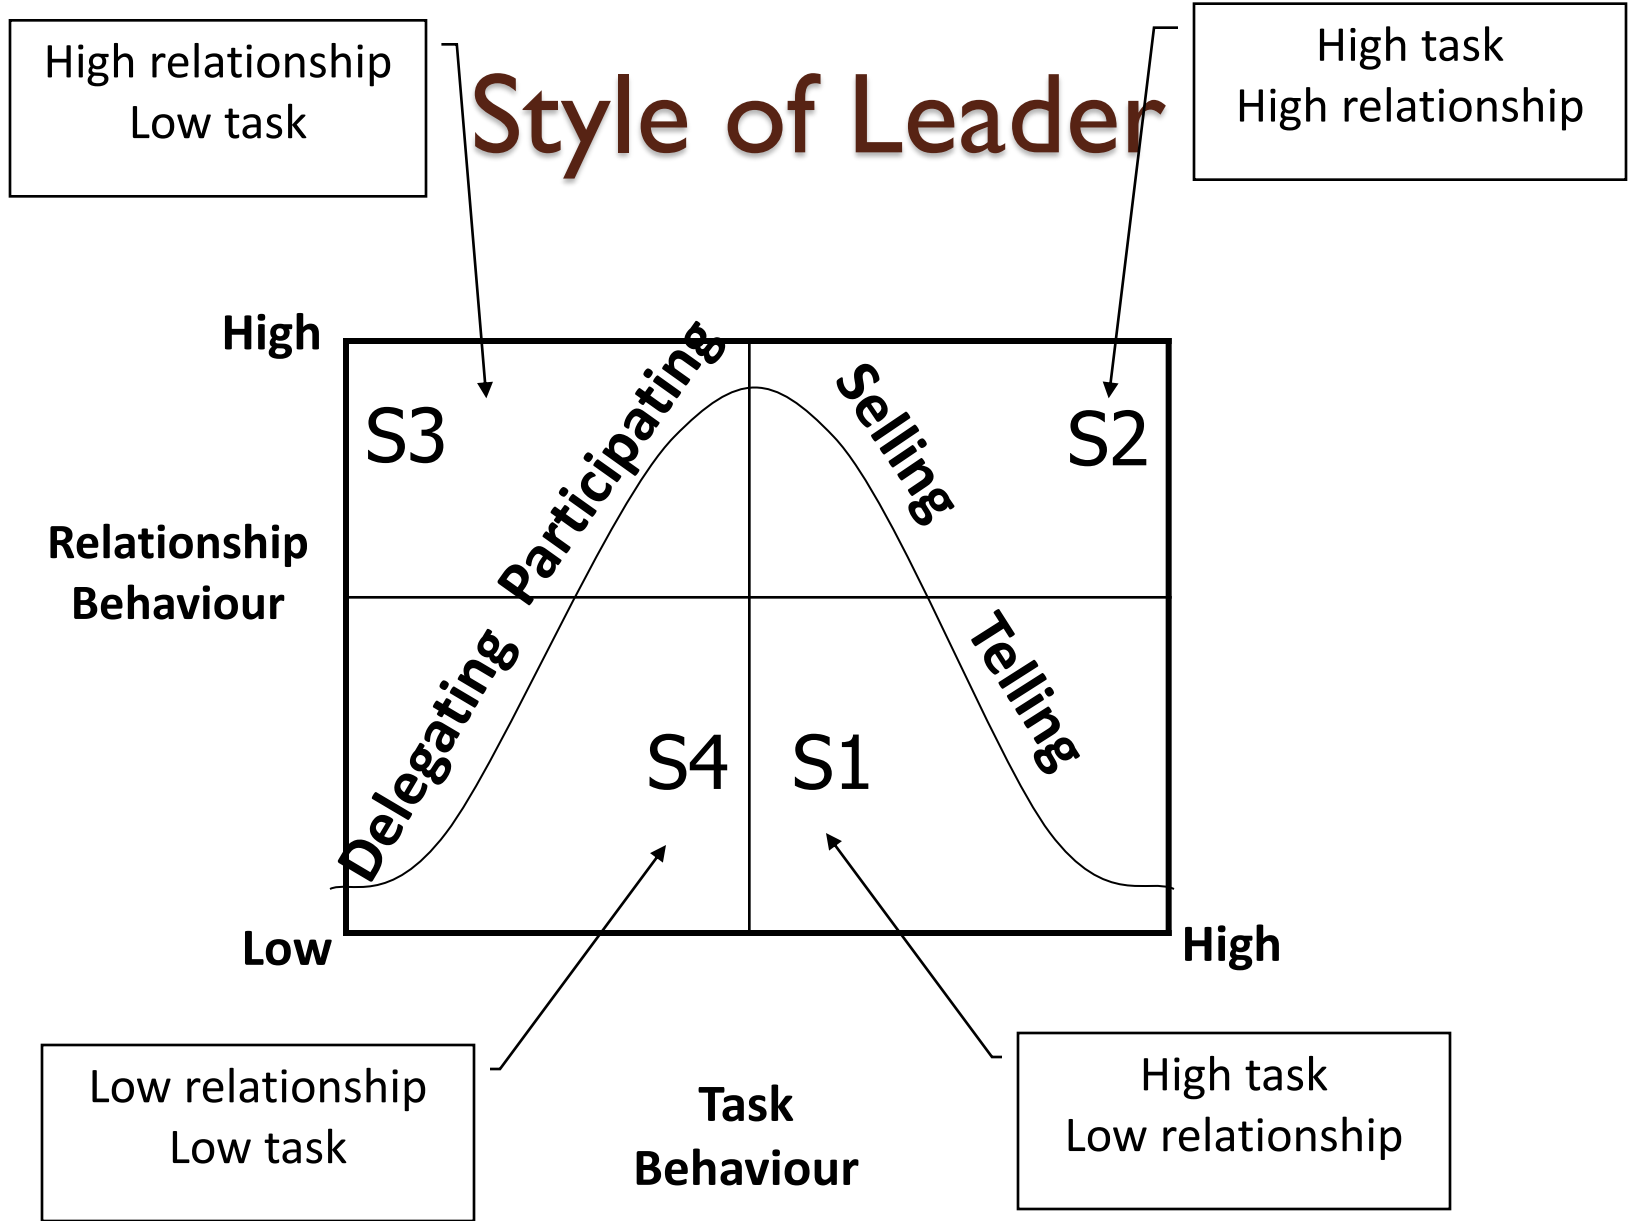 High relationship
Low task
Style of Leader
High task
High relationship
High
Participating
Selling
S3
S2
Relationship
Behaviour
Delegating
Telling
S4
S1
Low
High
Low relationship
Low task
Task
Behaviour
High task
Low relationship